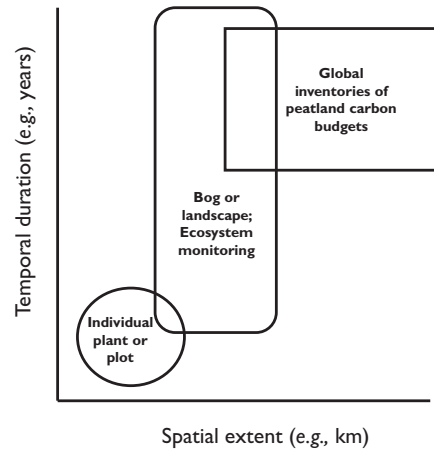 Global
inventories of
peatland carbon
budgets
Bog or
landscape;
Ecosystem
monitoring
Individual
plant or
plot
Temporal duration (e.g., years)
Spatial extent (e.g., km)